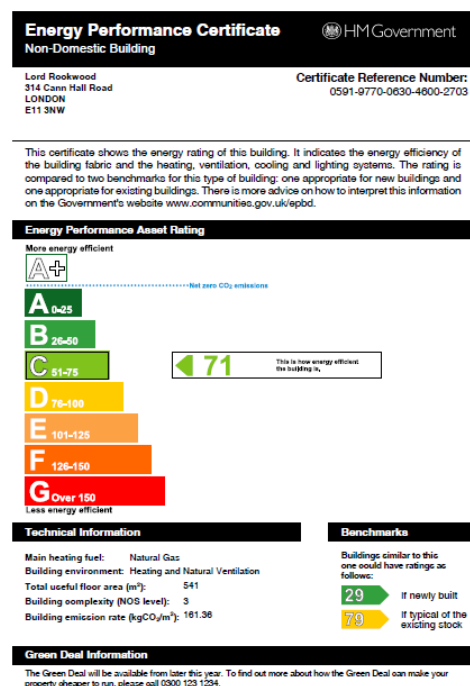 Energy Performance Certificate
Non-Domestic Building
HM Government
Lord Rookwood
314 Cann Hall Road
LONDON
E11 3NW
Certificate Reference Number:
0591-9770-0630-4600-2703
This certificate shows the energy rating of this building. It indicates the energy efficiency of
the building fabric and the heating, ventilation, cooling and lighting systems. The rating is
compared to two benchmarks for this type of building: one appropriate for new buildings and
one appropriate for existing buildings. There is more advice on how to interpret this information
on the Government's website www.communities.gov.uk/epbd.
Energy Performance Asset Rating
More energy efficient
A+
Net zero CO₂ emissions
A 0-25
B 26-50
C 51-75
71
This is how energy efficient
the building is.
D 76-100
E 101-125
F 126-150
G Over 150
Less energy efficient
Technical Information
Main heating fuel: Natural Gas
Building environment: Heating and Natural Ventilation
Total useful floor area (m²): 541
Building complexity (NOS level): 3
Building emission rate (kgCO₂/m²): 161.36
Benchmarks
Buildings similar to this
one could have ratings as
follows:
29 If newly built
79 If typical of the
existing stock
Green Deal Information
The Green Deal will be available from later this year. To find out more about how the Green Deal can make your
property cheaper to run, please call 0300 123 1234.